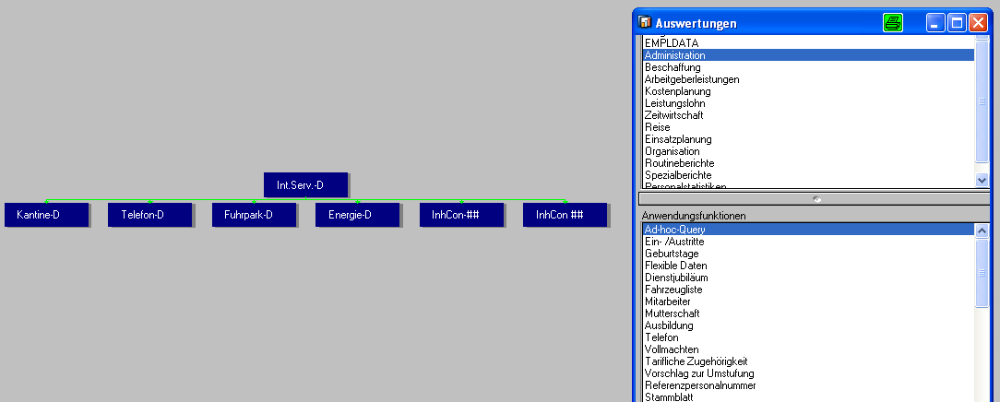 Int.Serv.-D
Kantine-D
Telefon-D
Fuhrpark-D
Energie-D
InhCon-##
InhCon ##
Auswertungen
EMPLDATA
Administration
Beschaffung
Arbeitgeberleistungen
Kostenplanung
Leistungslohn
Zeitwirtschaft
Reise
Einsatzplanung
Organisation
Routineberichte
Spezialberichte
Personalstatistiken
Anwendungsfunktionen
Ad-hoc-Query
Ein- /Austritte
Geburtstage
Flexible Daten
Dienstjubiläum
Fahrzeugliste
Mitarbeiter
Mutterschaft
Ausbildung
Telefon
Vollmachten
Tarifliche Zugehörigkeit
Vorschlag zur Umstufung
Referenzpersonalnummer
Stammblatt